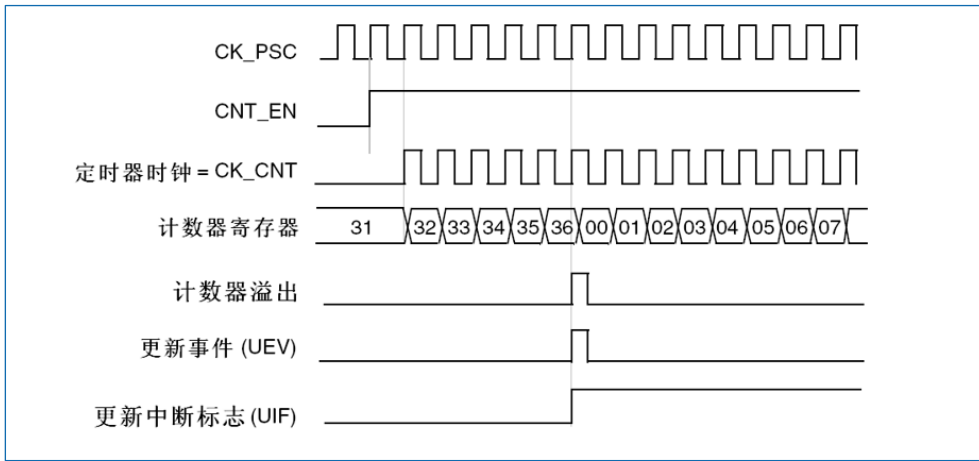 CK_PSC
CNT_EN
定时器时钟 = CK_CNT
计数器寄存器 31 32 33 34 35 36 00 01 02 03 04 05 06 07
计数器溢出
更新事件 (UEV)
更新中断标志 (UIF)